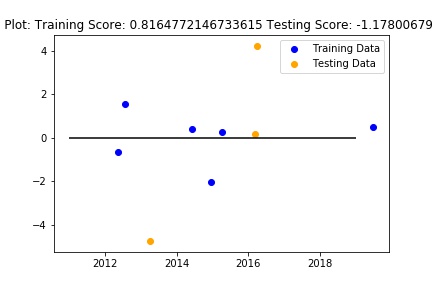 Plot: Training Score: 0.8164772146733615 Testing Score: -1.17800679
Training Data
Testing Data
4
2
0
−2
−4
2012 2014 2016 2018